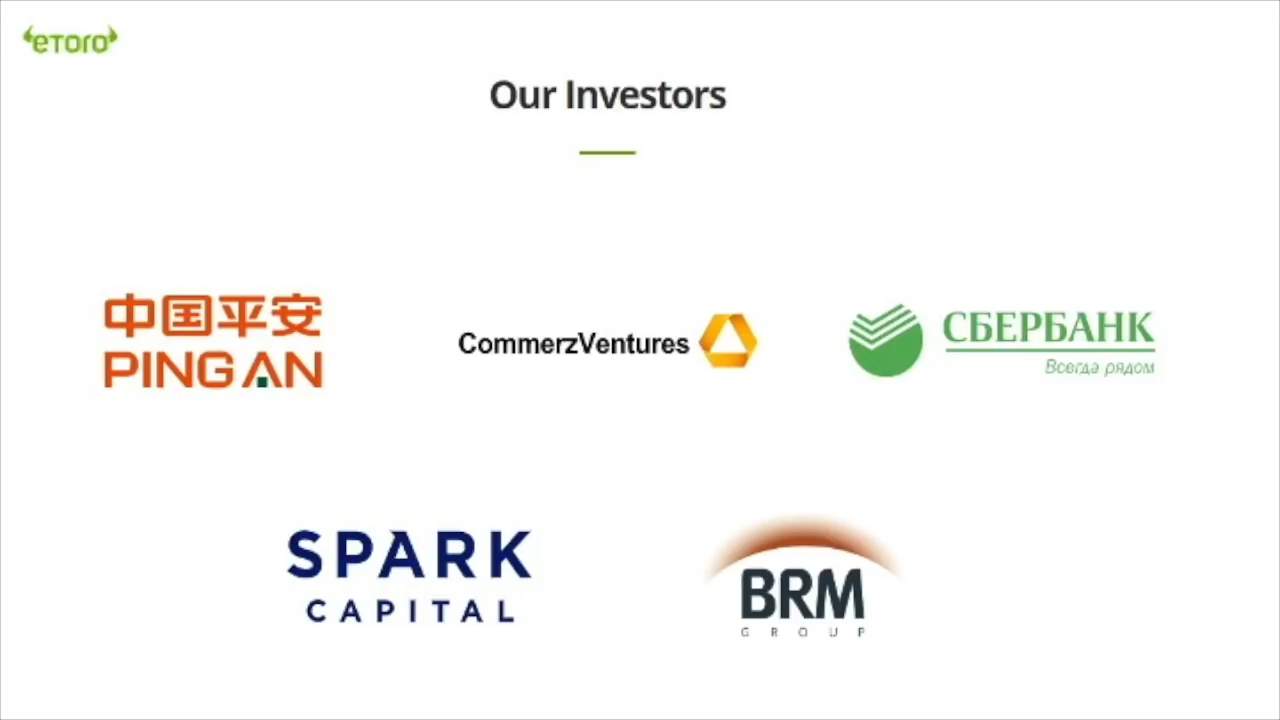 eToro
Our Investors
中国平安
PING AN
CommerzVentures
СБЕРБАНК
Всегда рядом
SPARK
CAPITAL
BRM
GROUP